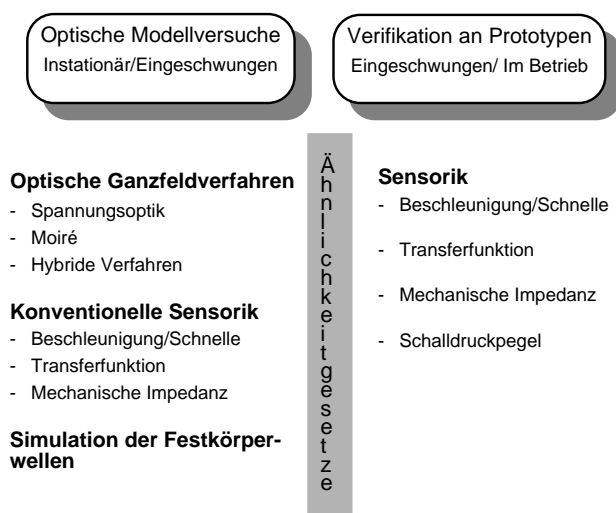 Optische Modellversuche
Instationär/Eingeschwungen
Verifikation an Prototypen
Eingeschwungen/ Im Betrieb
Optische Ganzfeldverfahren
- Spannungsoptik
- Moiré
- Hybride Verfahren
Konventionelle Sensorik
- Beschleunigung/Schnelle
- Transferfunktion
- Mechanische Impedanz
Simulation der Festkörper-
wellen
Ähnlichkeitgesetze
Sensorik
- Beschleunigung/Schnelle
- Transferfunktion
- Mechanische Impedanz
- Schalldruckpegel